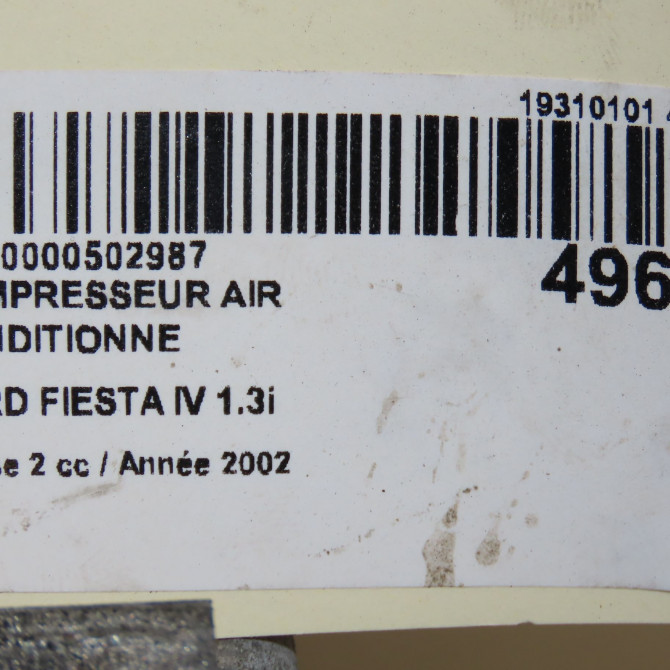 19310101
0000502987
496
MPRESSEUR AIR
NDITIONNE
RD FIESTA IV 1.3i
se 2 cc / Année 2002